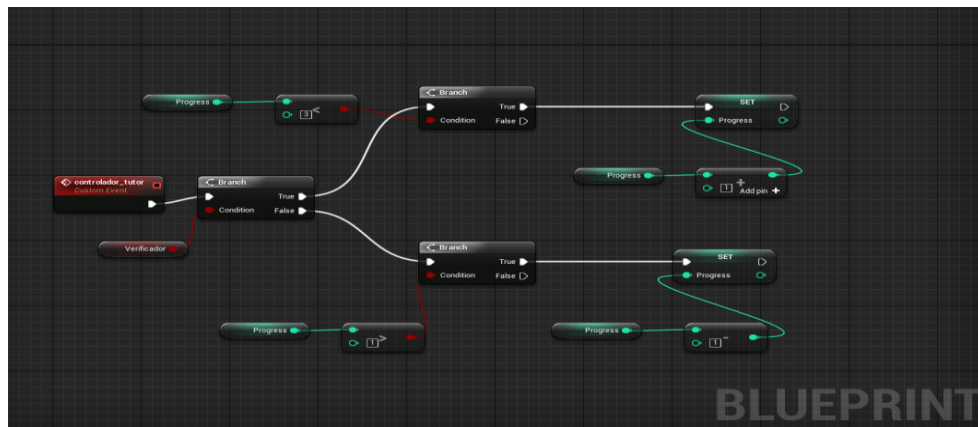 Branch
Progress
True
SET
3
<
Condition
False
Progress
controlador_tutor
Custom Event
Branch
Progress
+
1
Add pin +
True
Condition
False
Verificador
Branch
True
SET
Condition
False
Progress
Progress
1
>
Progress
1
-
BLUEPRINT